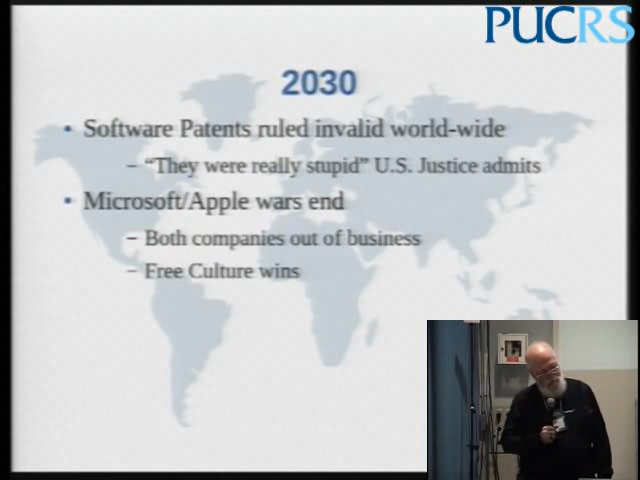 PUCRS
2030
• Software Patents ruled invalid world-wide
– “They were really stupid” U.S. Justice admits
• Microsoft/Apple wars end
– Both companies out of business
– Free Culture wins